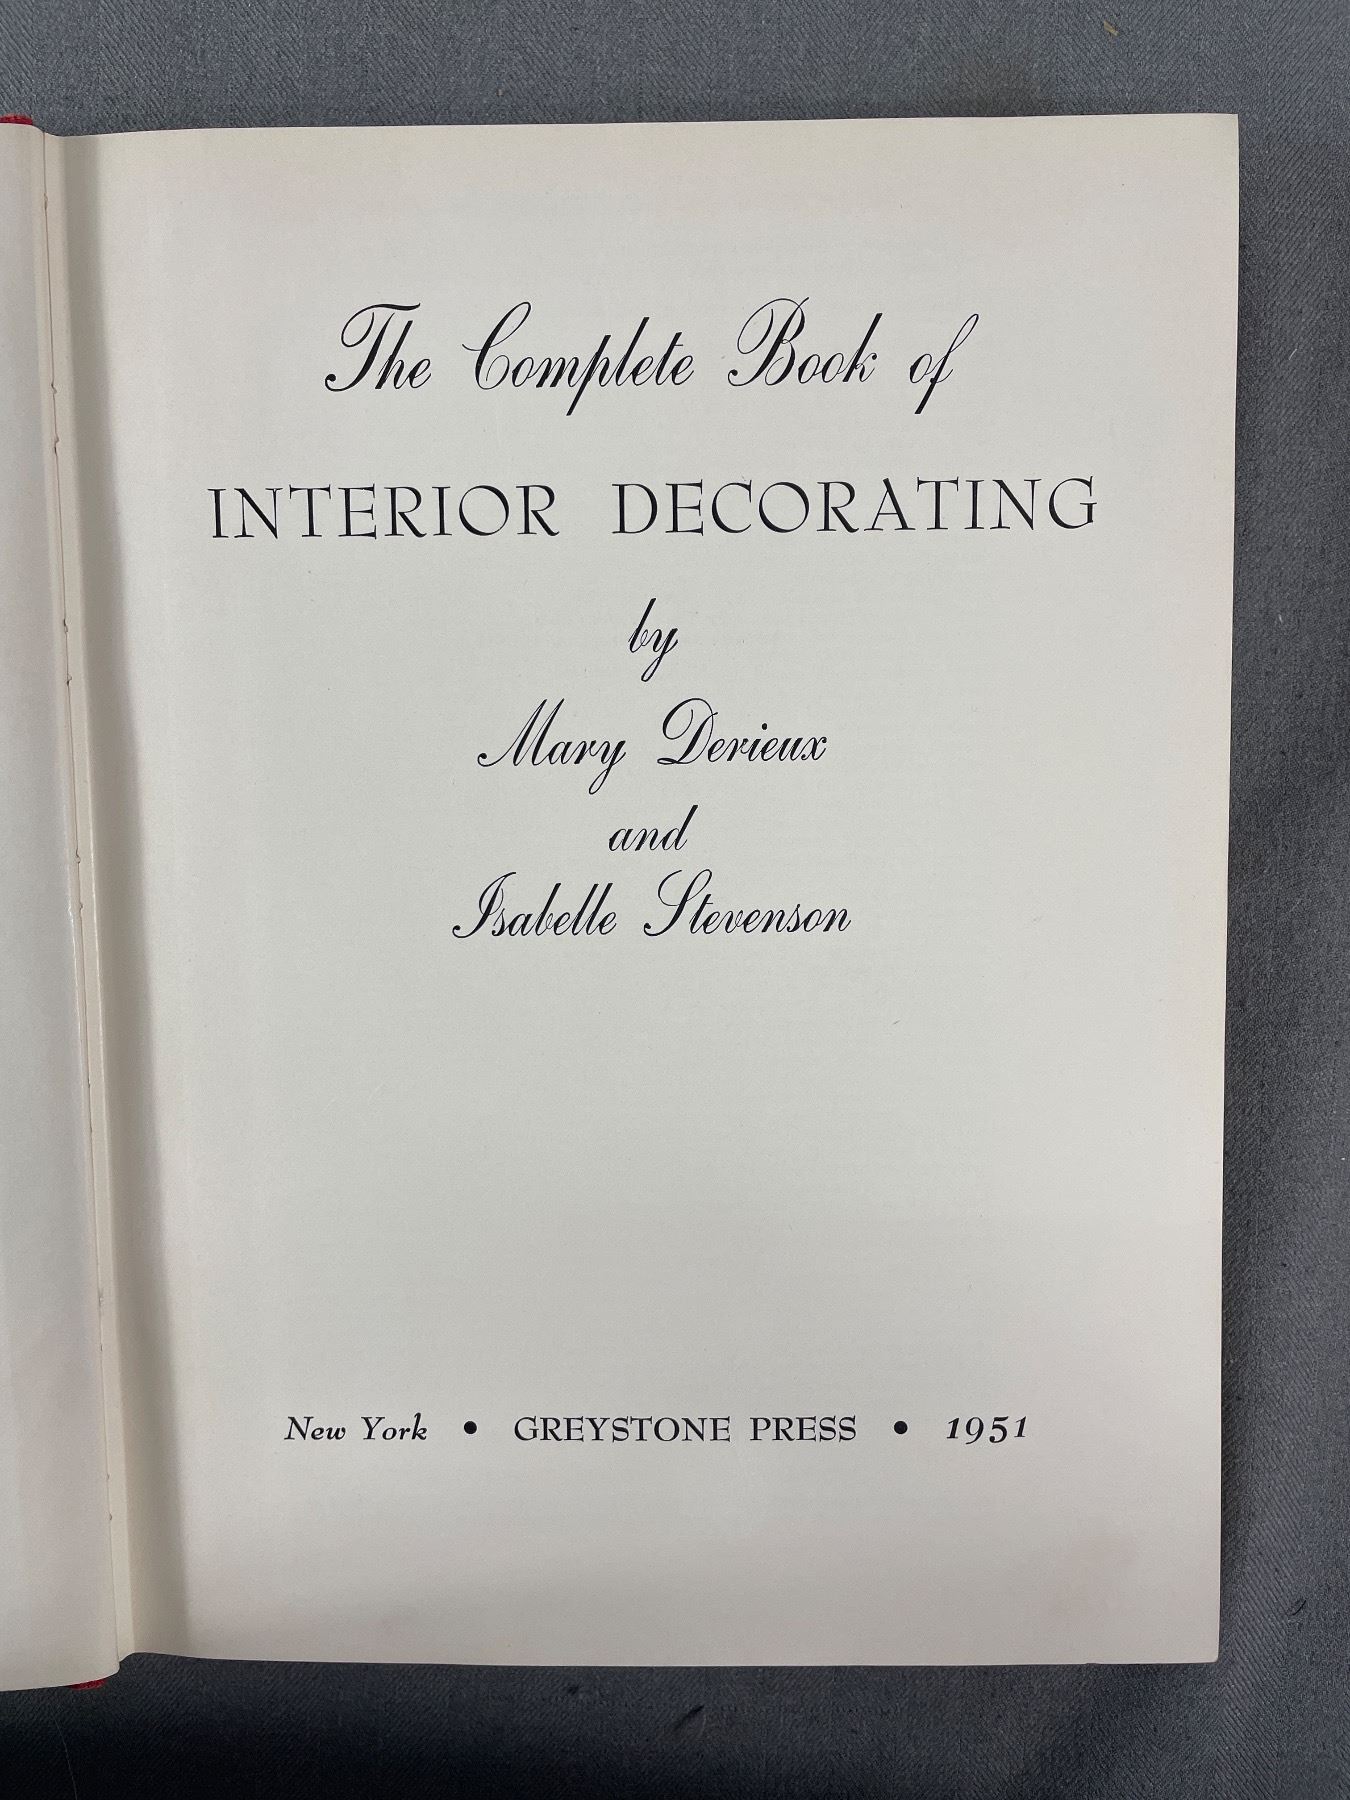 The Complete Book of
INTERIOR DECORATING
by
Mary Derieux
and
Isabelle Stevenson
New York • GREYSTONE PRESS • 1951